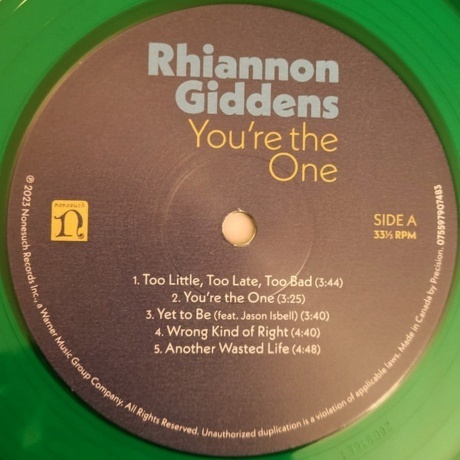 Rhiannon
Giddens
You're the
One
nonesuch
n
SIDE A
33⅓ RPM
1. Too Little, Too Late, Too Bad (3:44)
2. You're the One (3:25)
3. Yet to Be (feat. Jason Isbell) (3:40)
4. Wrong Kind of Right (4:40)
5. Another Wasted Life (4:48)
℗ 2023 Nonesuch Records Inc., a Warner Music Group Company. All Rights Reserved. Unauthorized duplication is a violation of applicable laws. Made in Canada by Precision. 075597907483